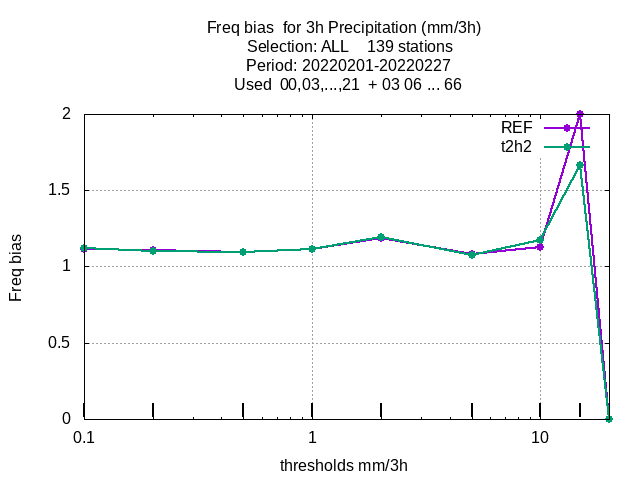 Freq bias  for 3h Precipitation (mm/3h)
Selection: ALL    139 stations
Period: 20220201-20220227
Used  00,03,...,21  + 03 06 ... 66
REF
t2h2
2
1.5
1
0.5
0
Freq bias
0.1 1 10
thresholds mm/3h